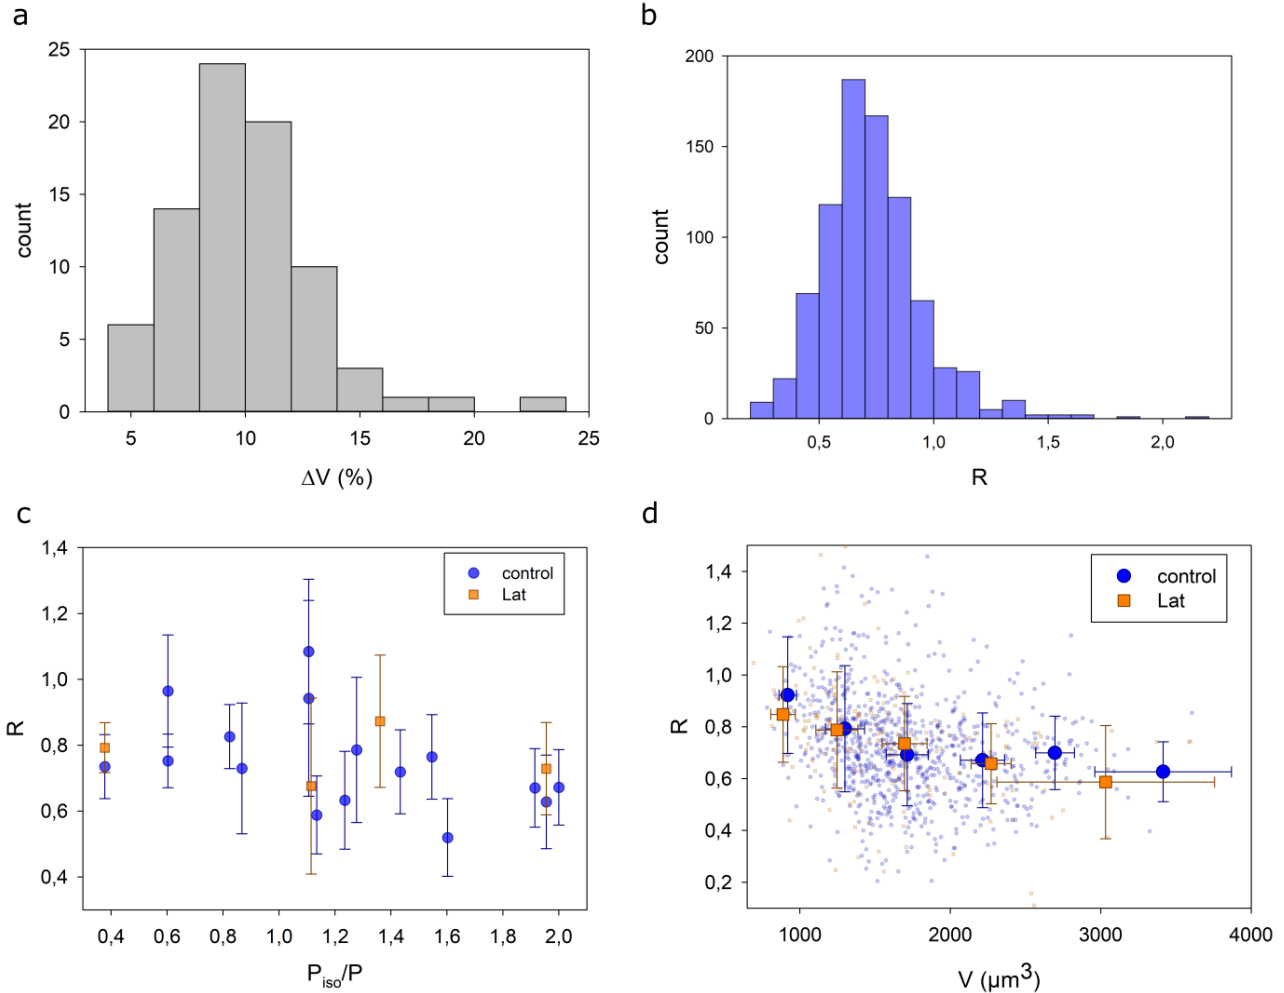 a
25
20
15
10
5
0
count
5 10 15 20 25
ΔV (%)
b
200
150
100
50
0
count
0,5 1,0 1,5 2,0
R
c
1,4
1,2
1,0
0,8
0,6
0,4
R
control
Lat
0,4 0,6 0,8 1,0 1,2 1,4 1,6 1,8 2,0
Piso/P
d
1,4
1,2
1,0
0,8
0,6
0,4
0,2
R
control
Lat
1000 2000 3000 4000
V (µm³)